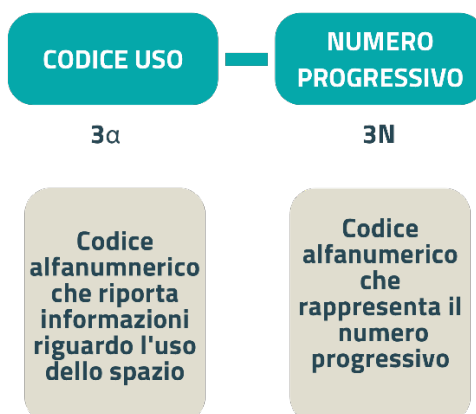 CODICE USO
NUMERO
PROGRESSIVO
3α
3N
Codice
alfanumnerico
che riporta
informazioni
riguardo l'uso
dello spazio
Codice
alfanumerico
che
rappresenta il
numero
progressivo